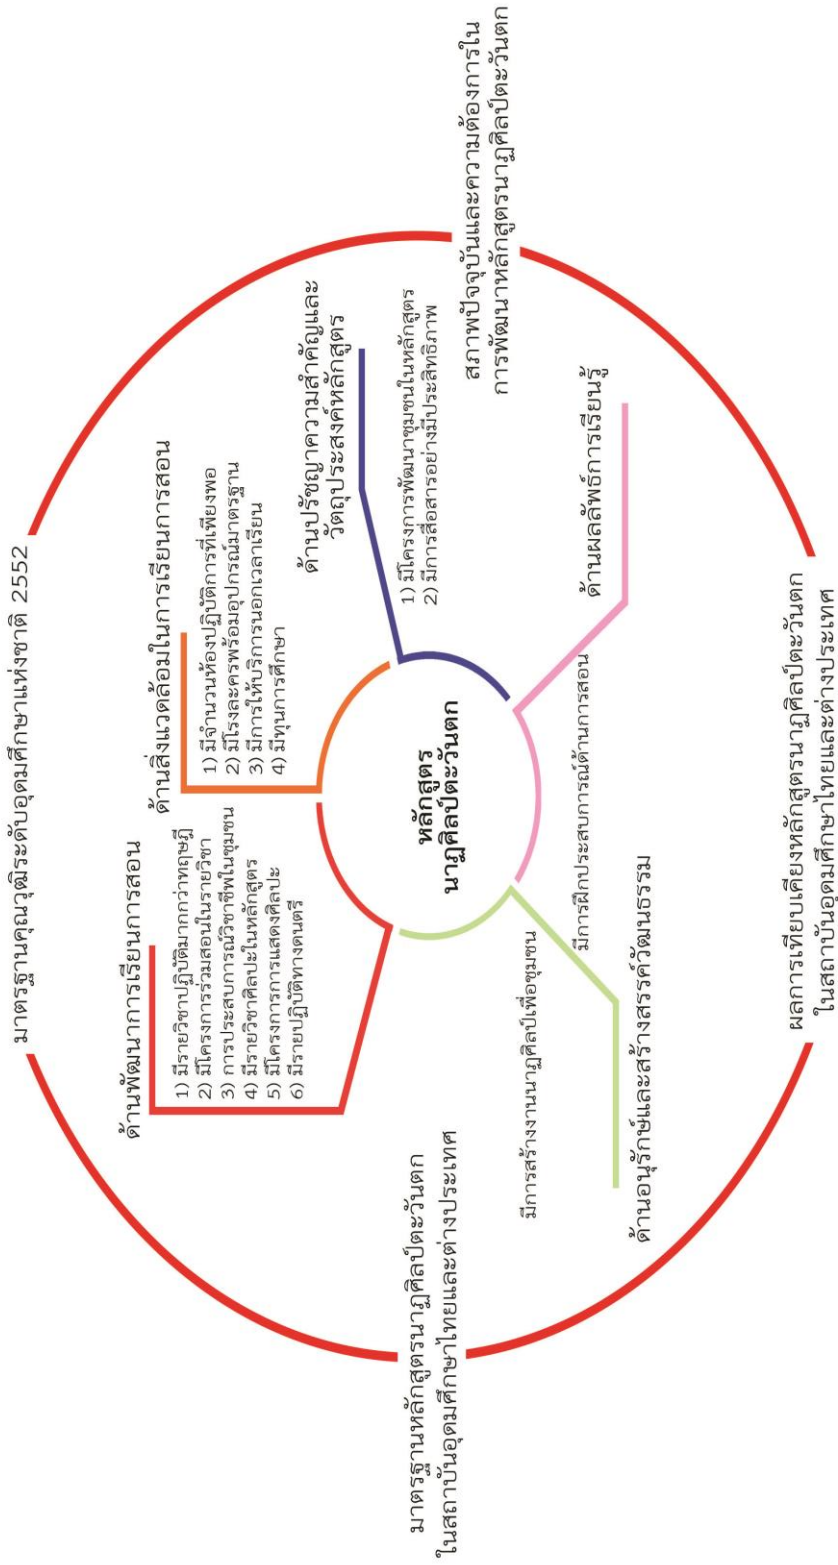 มาตรฐานคุณวุฒิระดับอุดมศึกษาแห่งชาติ 2552
ด้านพัฒนาการเรียนการสอน
1) มีรายวิชาปฏิบัติมากกว่าทฤษฎี
2) มีโครงการร่วมสอนในรายวิชา
3) การประสบการณ์วิชาชีพในชุมชน
4) มีรายวิชาศิลปะในหลักสูตร
5) มีโครงการการแสดงศิลปะ
6) มีรายปฏิบัติทางดนตรี
ด้านสิ่งแวดล้อมในการเรียนการสอน
1) มีจำนวนห้องปฏิบัติการที่เพียงพอ
2) มีโรงละครพร้อมอุปกรณ์มาตรฐาน
3) มีการให้บริการนอกเวลาเรียน
4) มีทุนการศึกษา
ด้านปรัชญาความสำคัญและ
วัตถุประสงค์หลักสูตร
1) มีโครงการพัฒนาชุมชนในหลักสูตร
2) มีการสื่อสารอย่างมีประสิทธิภาพ
มาตรฐานหลักสูตรนาฏศิลป์ตะวันตก
ในสถาบันอุดมศึกษาไทยและต่างประเทศ
หลักสูตร
นาฏศิลป์ตะวันตก
สภาพปัจจุบันและความต้องการใน
การพัฒนาหลักสูตรนาฏศิลป์ตะวันตก
มีการสร้างงานนาฏศิลป์เพื่อชุมชน
ด้านอนุรักษ์และสร้างสรรค์วัฒนธรรม
มีการฝึกประสบการณ์ด้านการสอน
ด้านผลลัพธ์การเรียนรู้
ผลการเทียบเคียงหลักสูตรนาฏศิลป์ตะวันตก
ในสถาบันอุดมศึกษาไทยและต่างประเทศ